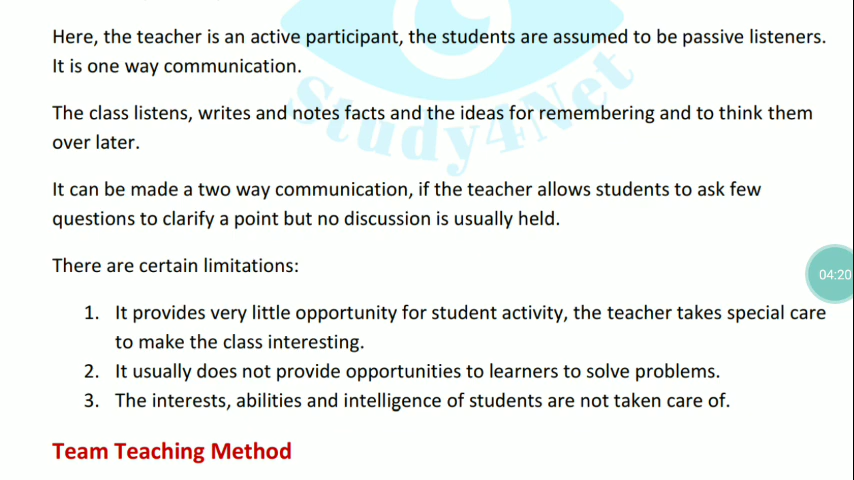 Here, the teacher is an active participant, the students are assumed to be passive listeners.
It is one way communication.
The class listens, writes and notes facts and the ideas for remembering and to think them
over later.
It can be made a two way communication, if the teacher allows students to ask few
questions to clarify a point but no discussion is usually held.
There are certain limitations:
1. It provides very little opportunity for student activity, the teacher takes special care
to make the class interesting.
2. It usually does not provide opportunities to learners to solve problems.
3. The interests, abilities and intelligence of students are not taken care of.
Team Teaching Method
Study4Net
04:20